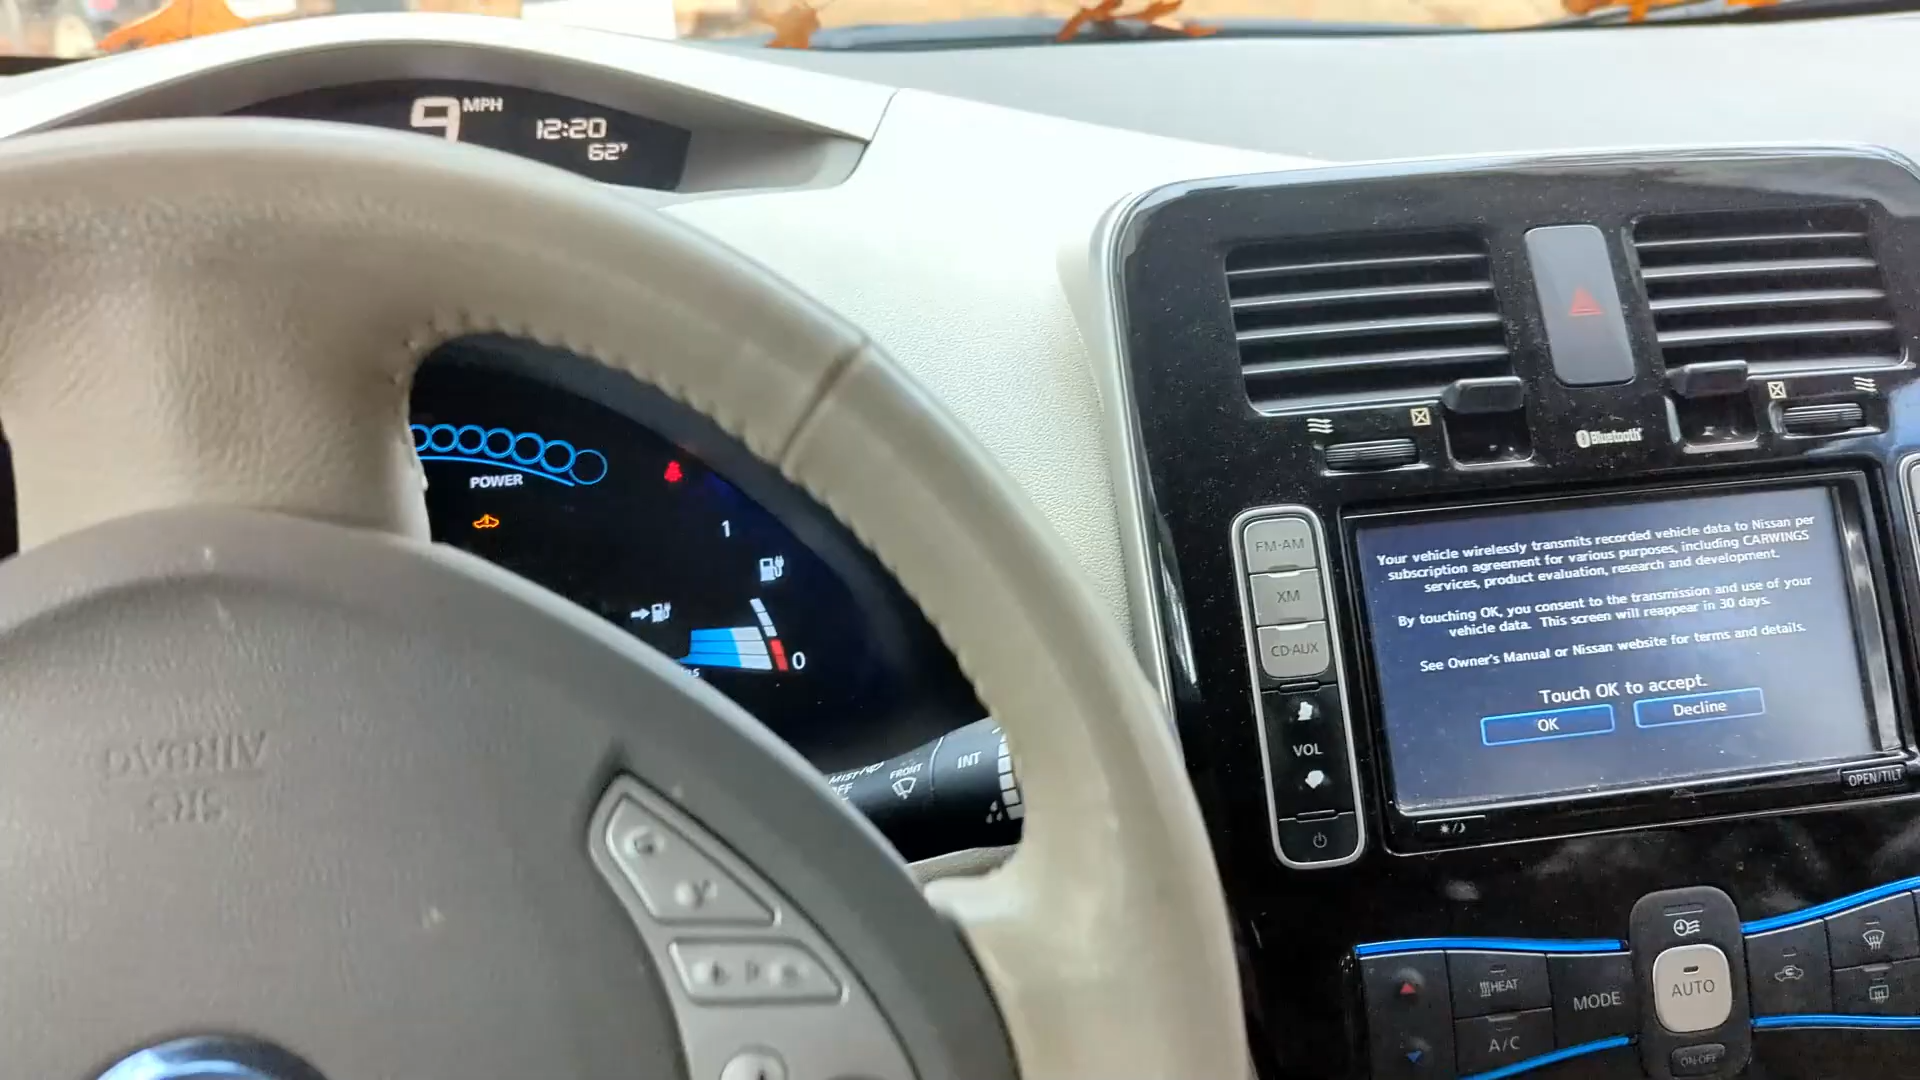 9 MPH
12:20
62°
POWER
1
0
AIRBAG
SRS
MIST
FRONT
INT
Bluetooth
FM·AM
XM
CD·AUX
VOL
Your vehicle wirelessly transmits recorded vehicle data to Nissan per
subscription agreement for various purposes, including CARWINGS
services, product evaluation, research and development.
By touching OK, you consent to the transmission and use of your
vehicle data. This screen will reappear in 30 days.
See Owner's Manual or Nissan website for terms and details.
Touch OK to accept.
OK
Decline
OPEN/TILT
HEAT
MODE
AUTO
A/C
ON·OFF